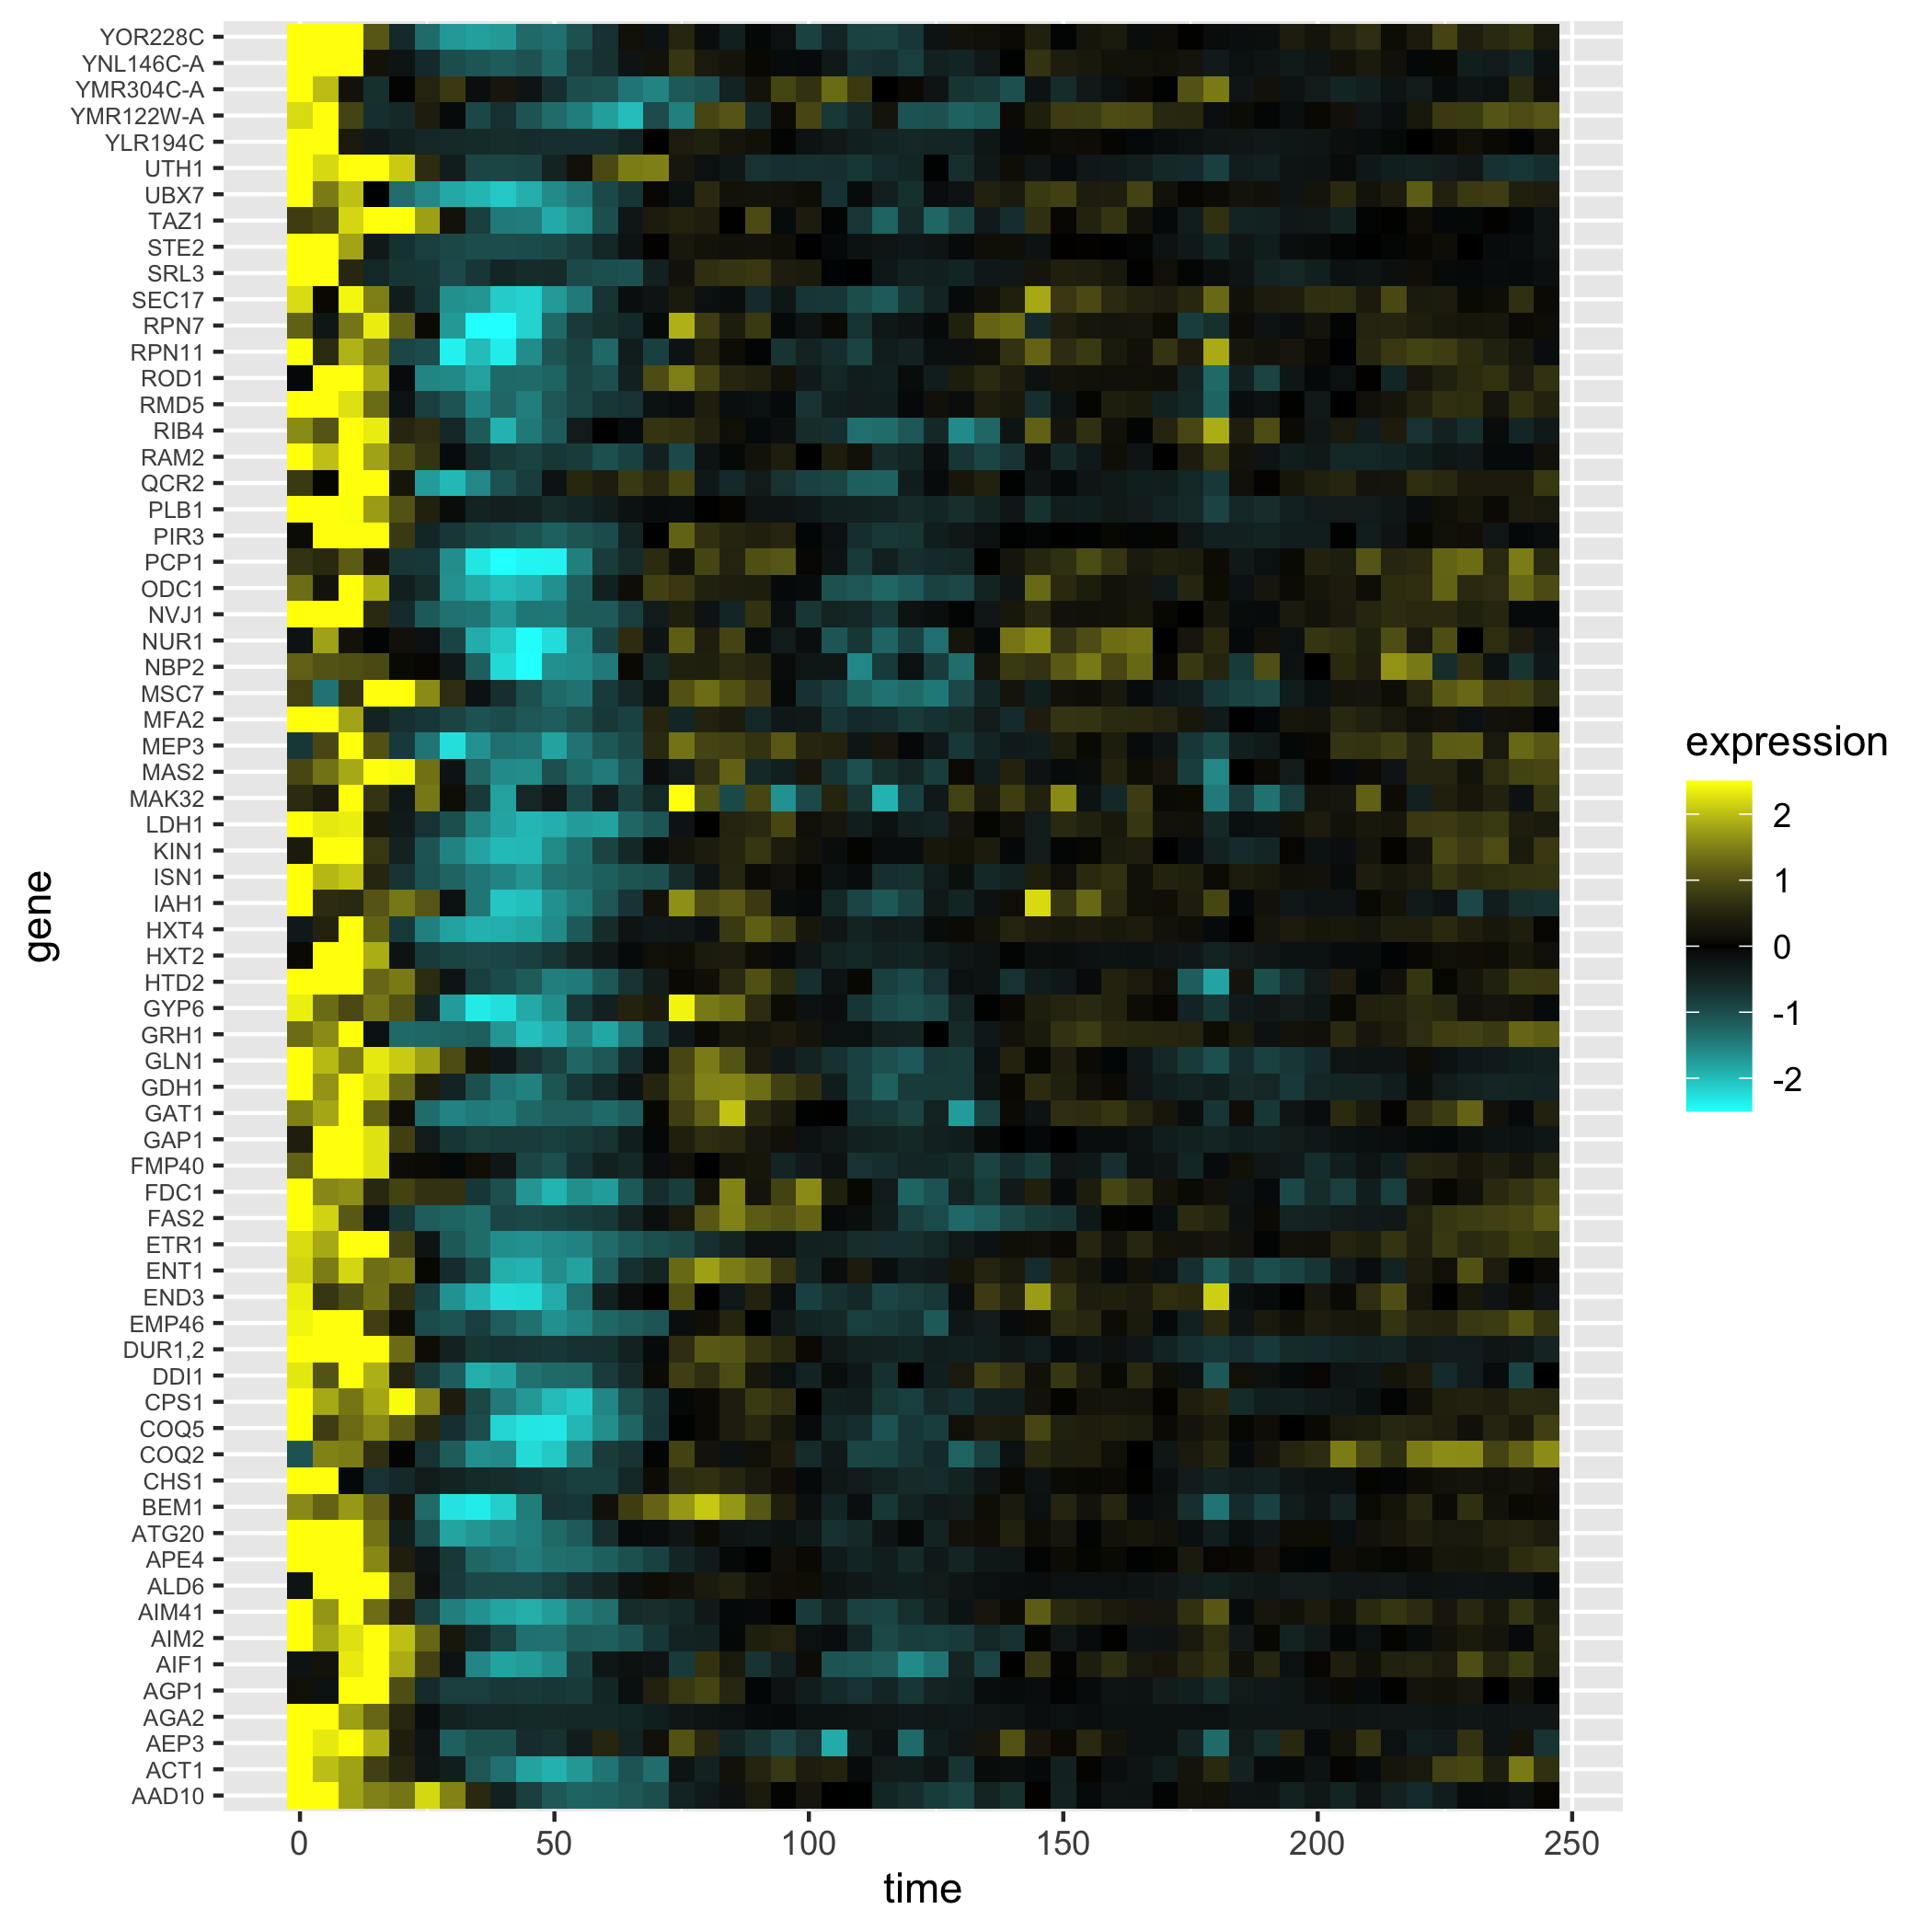 YOR228C
YNL146C-A
YMR304C-A
YMR122W-A
YLR194C
UTH1
UBX7
TAZ1
STE2
SRL3
SEC17
RPN7
RPN11
ROD1
RMD5
RIB4
RAM2
QCR2
PLB1
PIR3
PCP1
ODC1
NVJ1
NUR1
NBP2
MSC7
MFA2
MEP3
MAS2
MAK32
LDH1
KIN1
ISN1
IAH1
HXT4
HXT2
HTD2
GYP6
GRH1
GLN1
GDH1
GAT1
GAP1
FMP40
FDC1
FAS2
ETR1
ENT1
END3
EMP46
DUR1,2
DDI1
CPS1
COQ5
COQ2
CHS1
BEM1
ATG20
APE4
ALD6
AIM41
AIM2
AIF1
AGP1
AGA2
AEP3
ACT1
AAD10
gene
0 50 100 150 200 250
time
expression
2
1
0
-1
-2